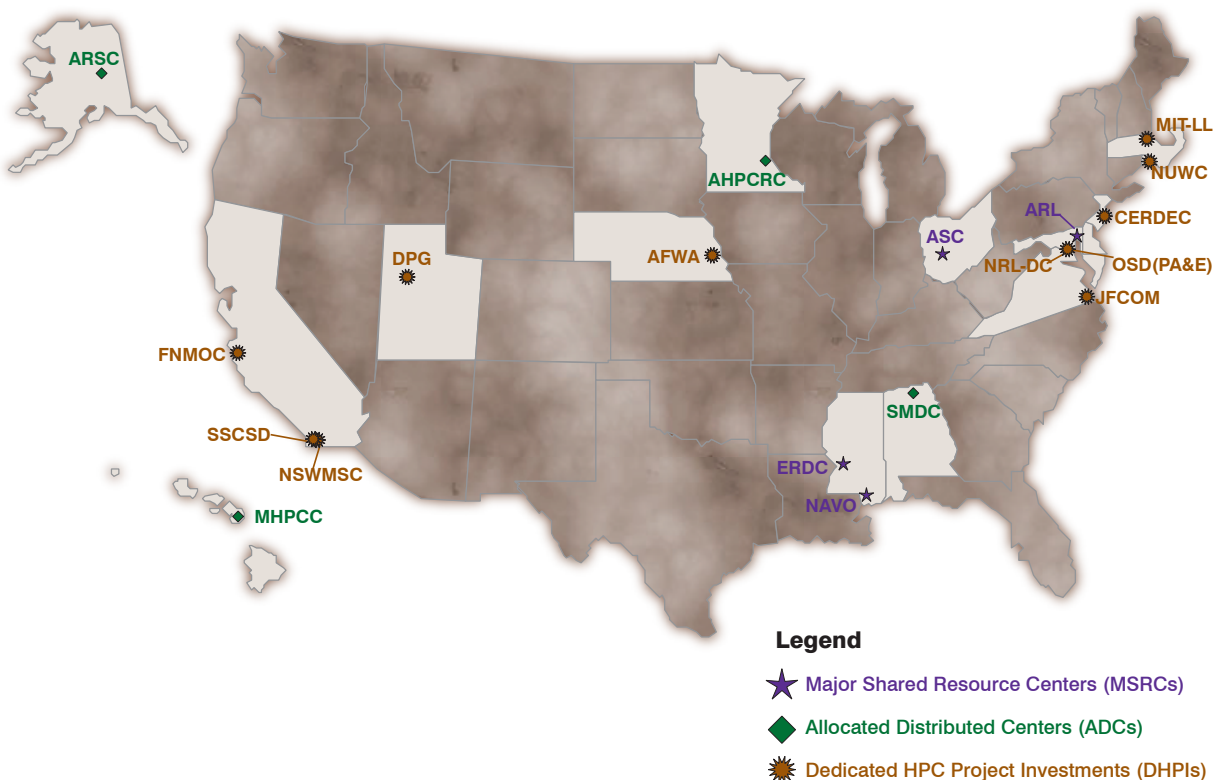 ARSC
MIT-LL
AHPCRC
NUWC
ARL
CERDEC
ASC
DPG
AFWA
NRL-DC
OSD(PA&E)
JFCOM
FNMOC
SMDC
SSCSD
ERDC
NSWMSC
NAVO
MHPCC
Legend
Major Shared Resource Centers (MSRCs)
Allocated Distributed Centers (ADCs)
Dedicated HPC Project Investments (DHPIs)